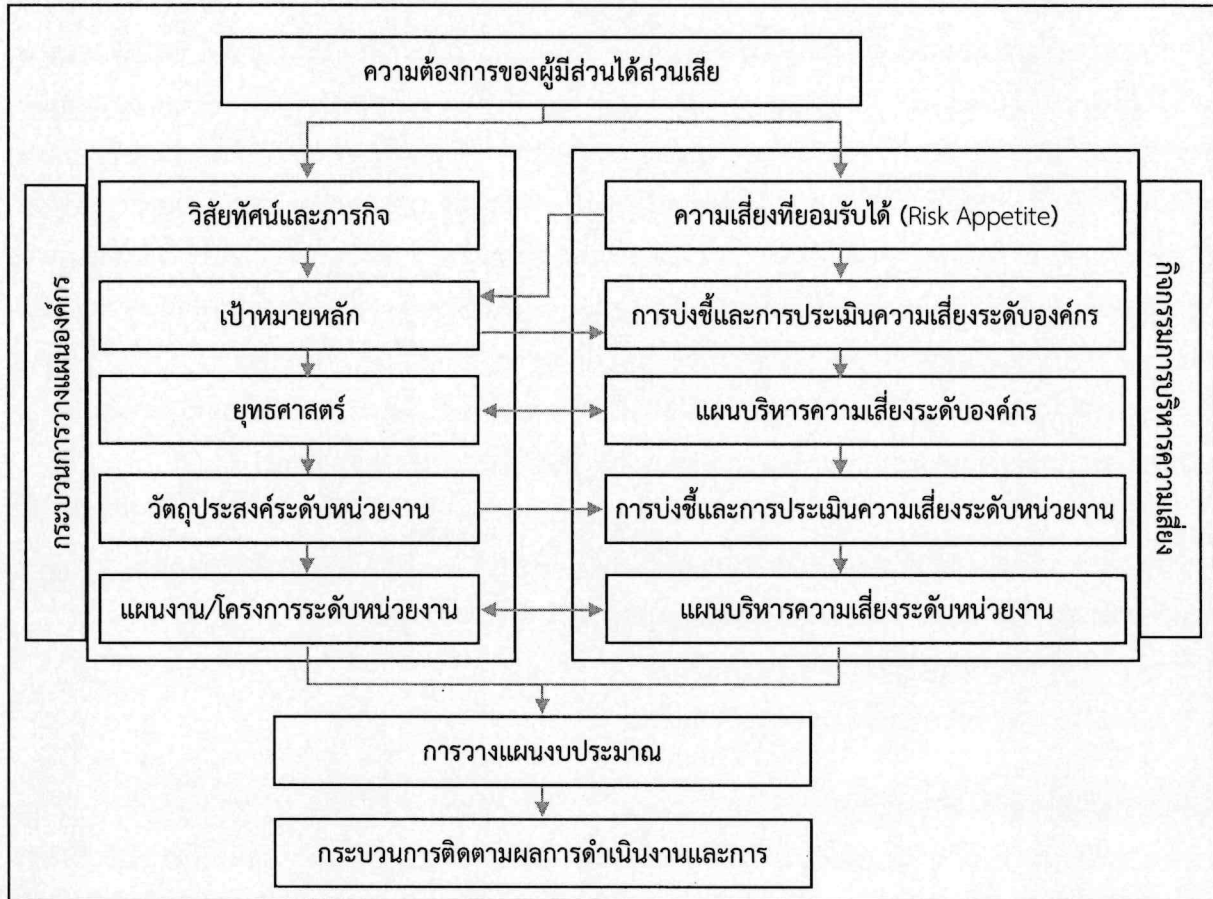 ความต้องการของผู้มีส่วนได้ส่วนเสีย
กระบวนการวางแผนองค์กร
วิสัยทัศน์และภารกิจ
เป้าหมายหลัก
ยุทธศาสตร์
วัตถุประสงค์ระดับหน่วยงาน
แผนงาน/โครงการระดับหน่วยงาน
ความเสี่ยงที่ยอมรับได้ (Risk Appetite)
การบ่งชี้และการประเมินความเสี่ยงระดับองค์กร
แผนบริหารความเสี่ยงระดับองค์กร
การบ่งชี้และการประเมินความเสี่ยงระดับหน่วยงาน
แผนบริหารความเสี่ยงระดับหน่วยงาน
กิจกรรมการบริหารความเสี่ยง
การวางแผนงบประมาณ
กระบวนการติดตามผลการดำเนินงานและการ